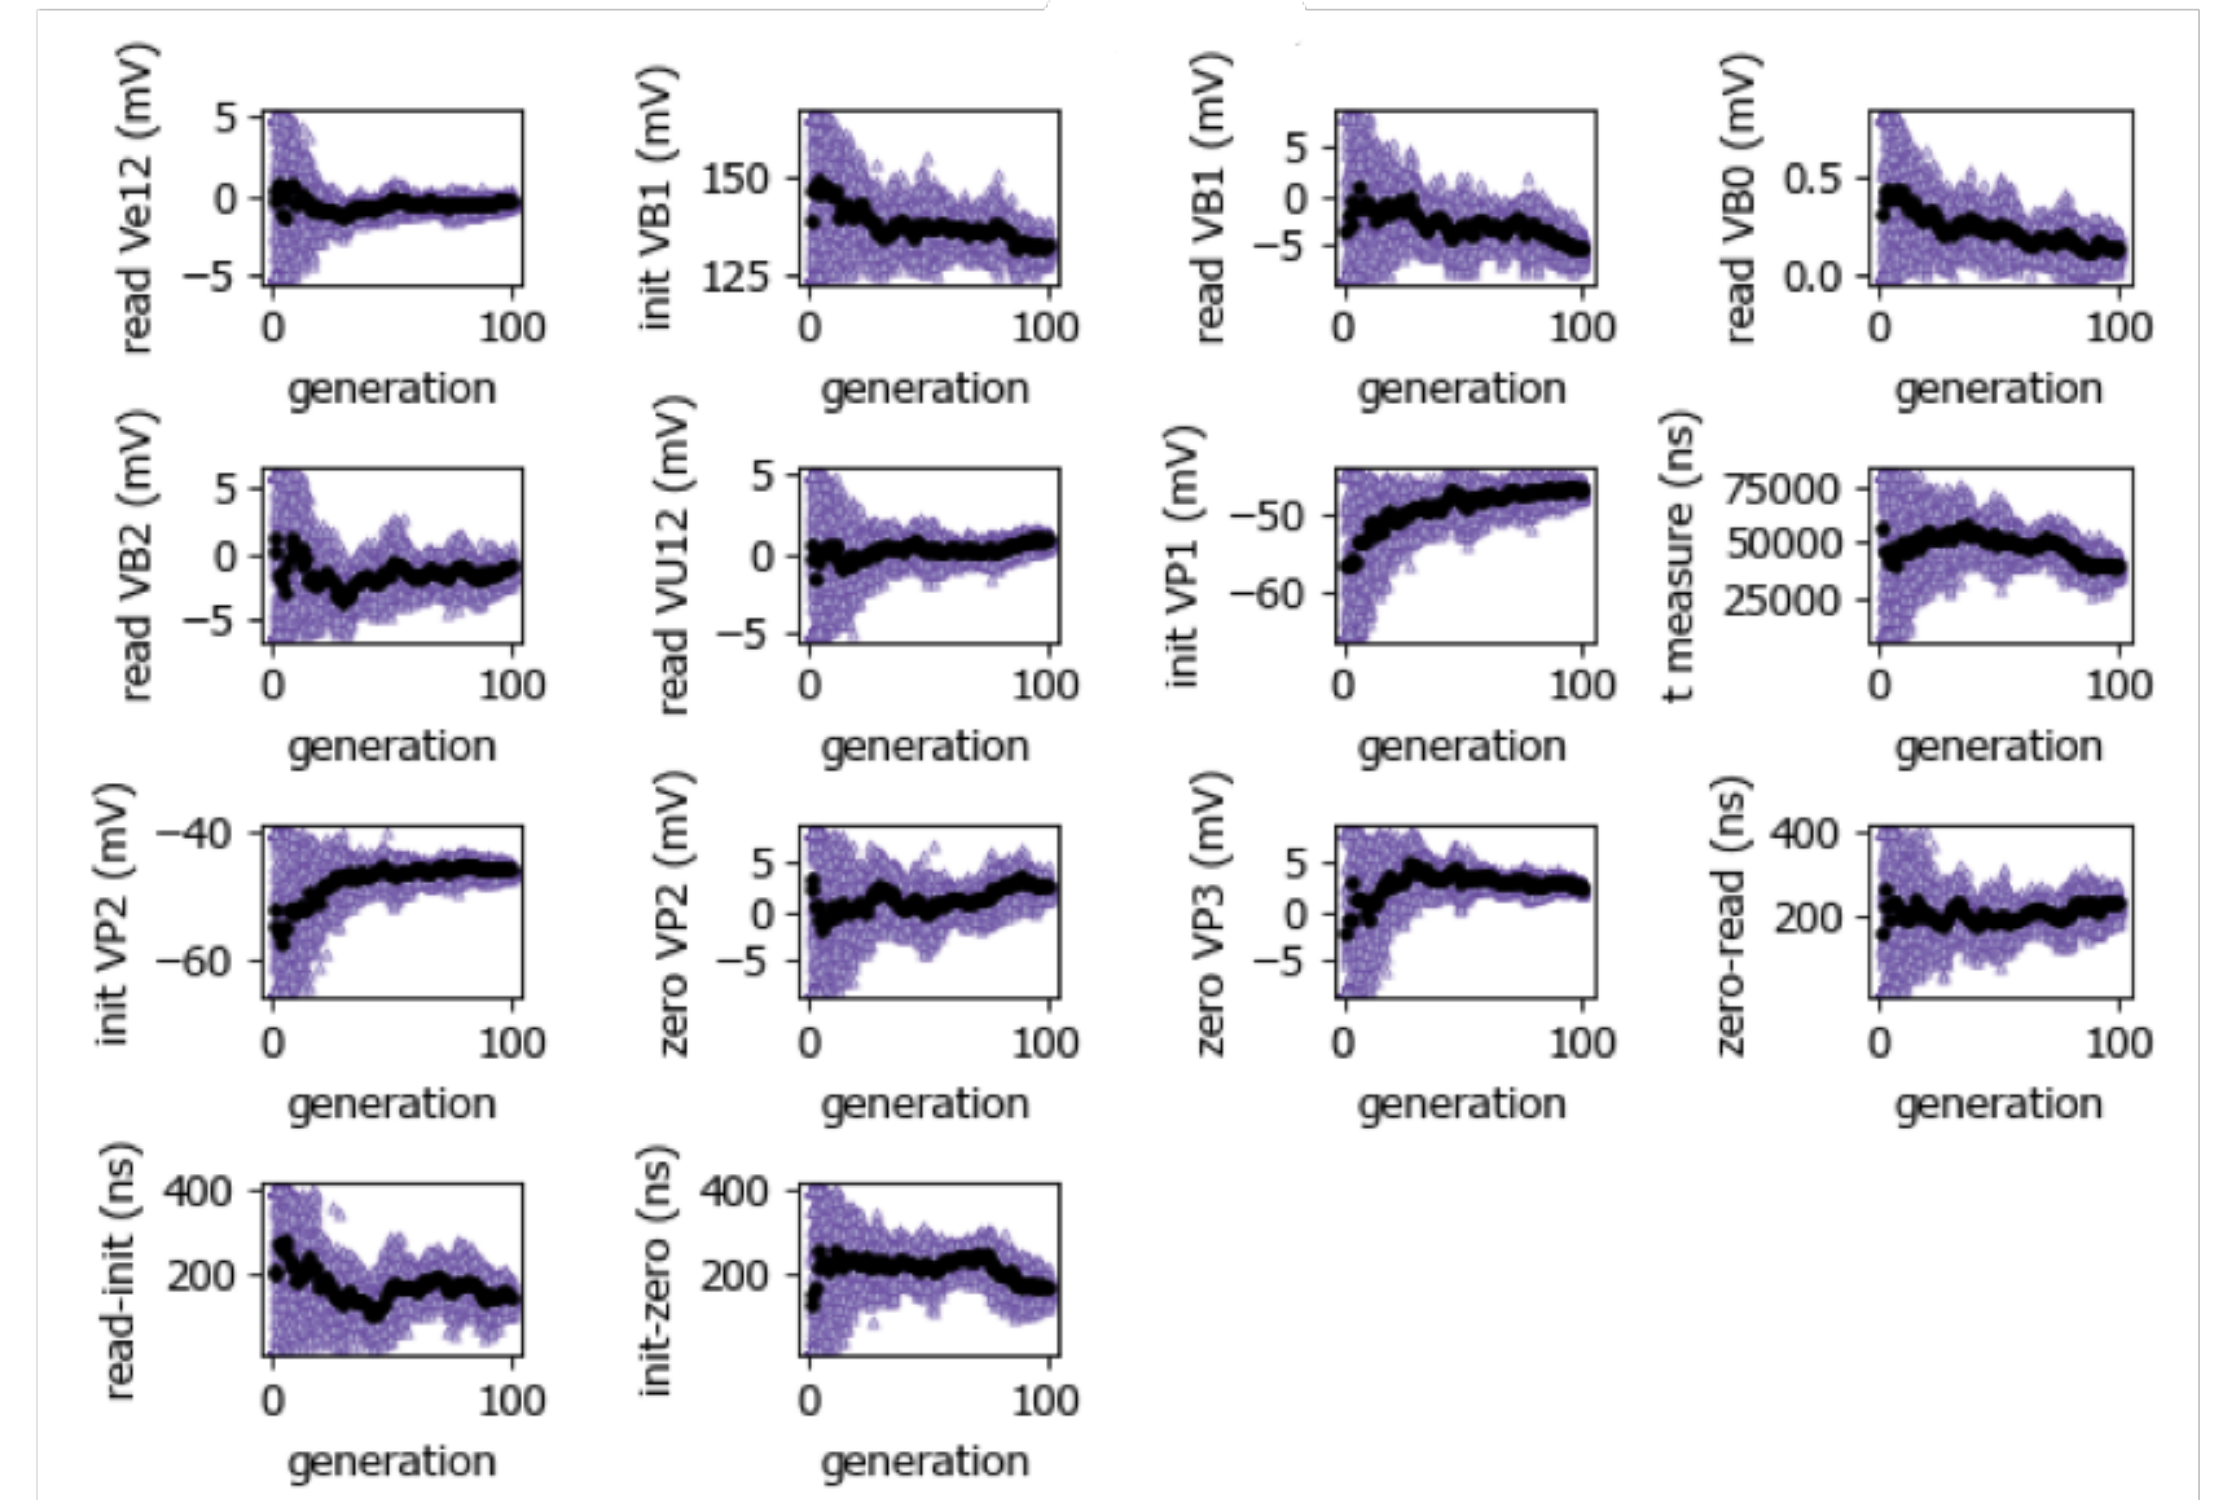 read Ve12 (mV)
5
0
−5
0
100
generation
init VB1 (mV)
150
125
0
100
generation
read VB1 (mV)
5
0
−5
0
100
generation
read VB0 (mV)
0.5
0.0
0
100
generation
read VB2 (mV)
5
0
−5
0
100
generation
read VU12 (mV)
5
0
−5
0
100
generation
init VP1 (mV)
−50
−60
0
100
generation
t measure (ns)
75000
50000
25000
0
100
generation
init VP2 (mV)
−40
−60
0
100
generation
zero VP2 (mV)
5
0
−5
0
100
generation
zero VP3 (mV)
5
0
−5
0
100
generation
zero-read (ns)
400
200
0
100
generation
read-init (ns)
400
200
0
100
generation
init-zero (ns)
400
200
0
100
generation